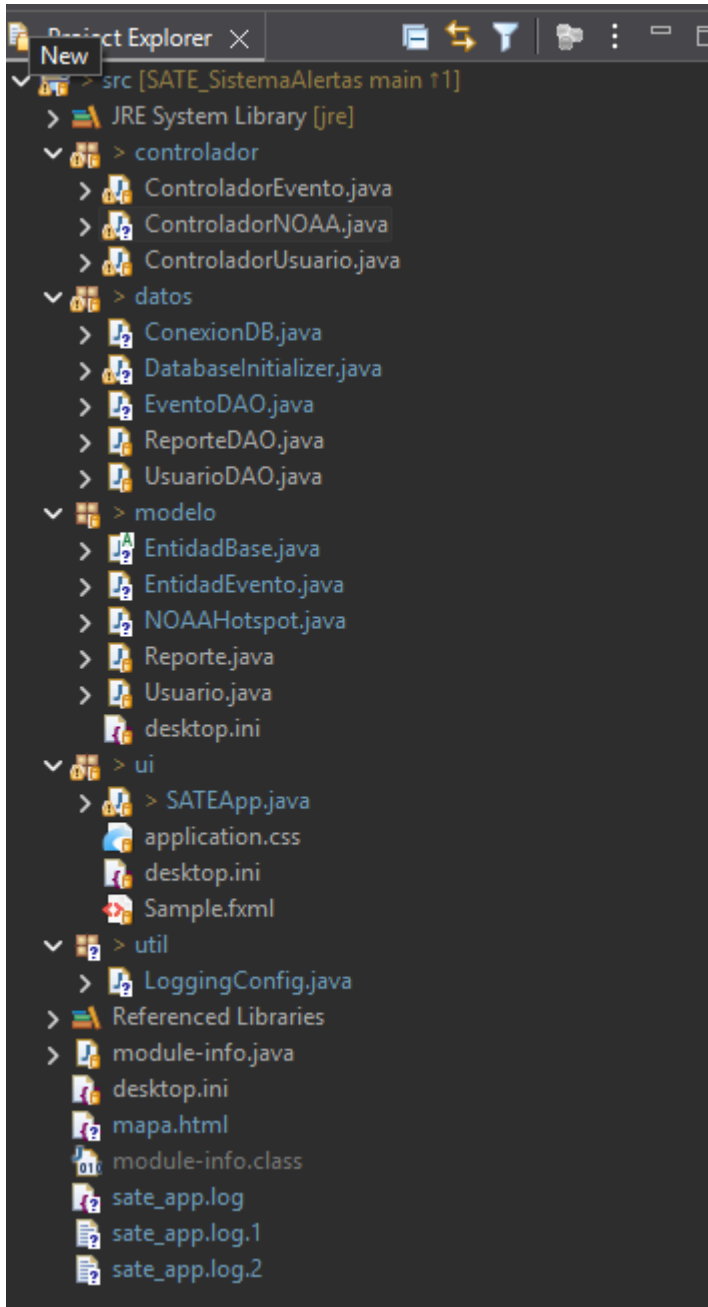 Project Explorer
New
> src [SATE_SistemaAlertas main ↑1]
JRE System Library [jre]
> controlador
ControladorEvento.java
ControladorNOAA.java
ControladorUsuario.java
> datos
ConexionDB.java
DatabaseInitializer.java
EventoDAO.java
ReporteDAO.java
UsuarioDAO.java
> modelo
EntidadBase.java
EntidadEvento.java
NOAAHotspot.java
Reporte.java
Usuario.java
desktop.ini
> ui
> SATEApp.java
application.css
desktop.ini
Sample.fxml
> util
LoggingConfig.java
Referenced Libraries
module-info.java
desktop.ini
mapa.html
module-info.class
sate_app.log
sate_app.log.1
sate_app.log.2